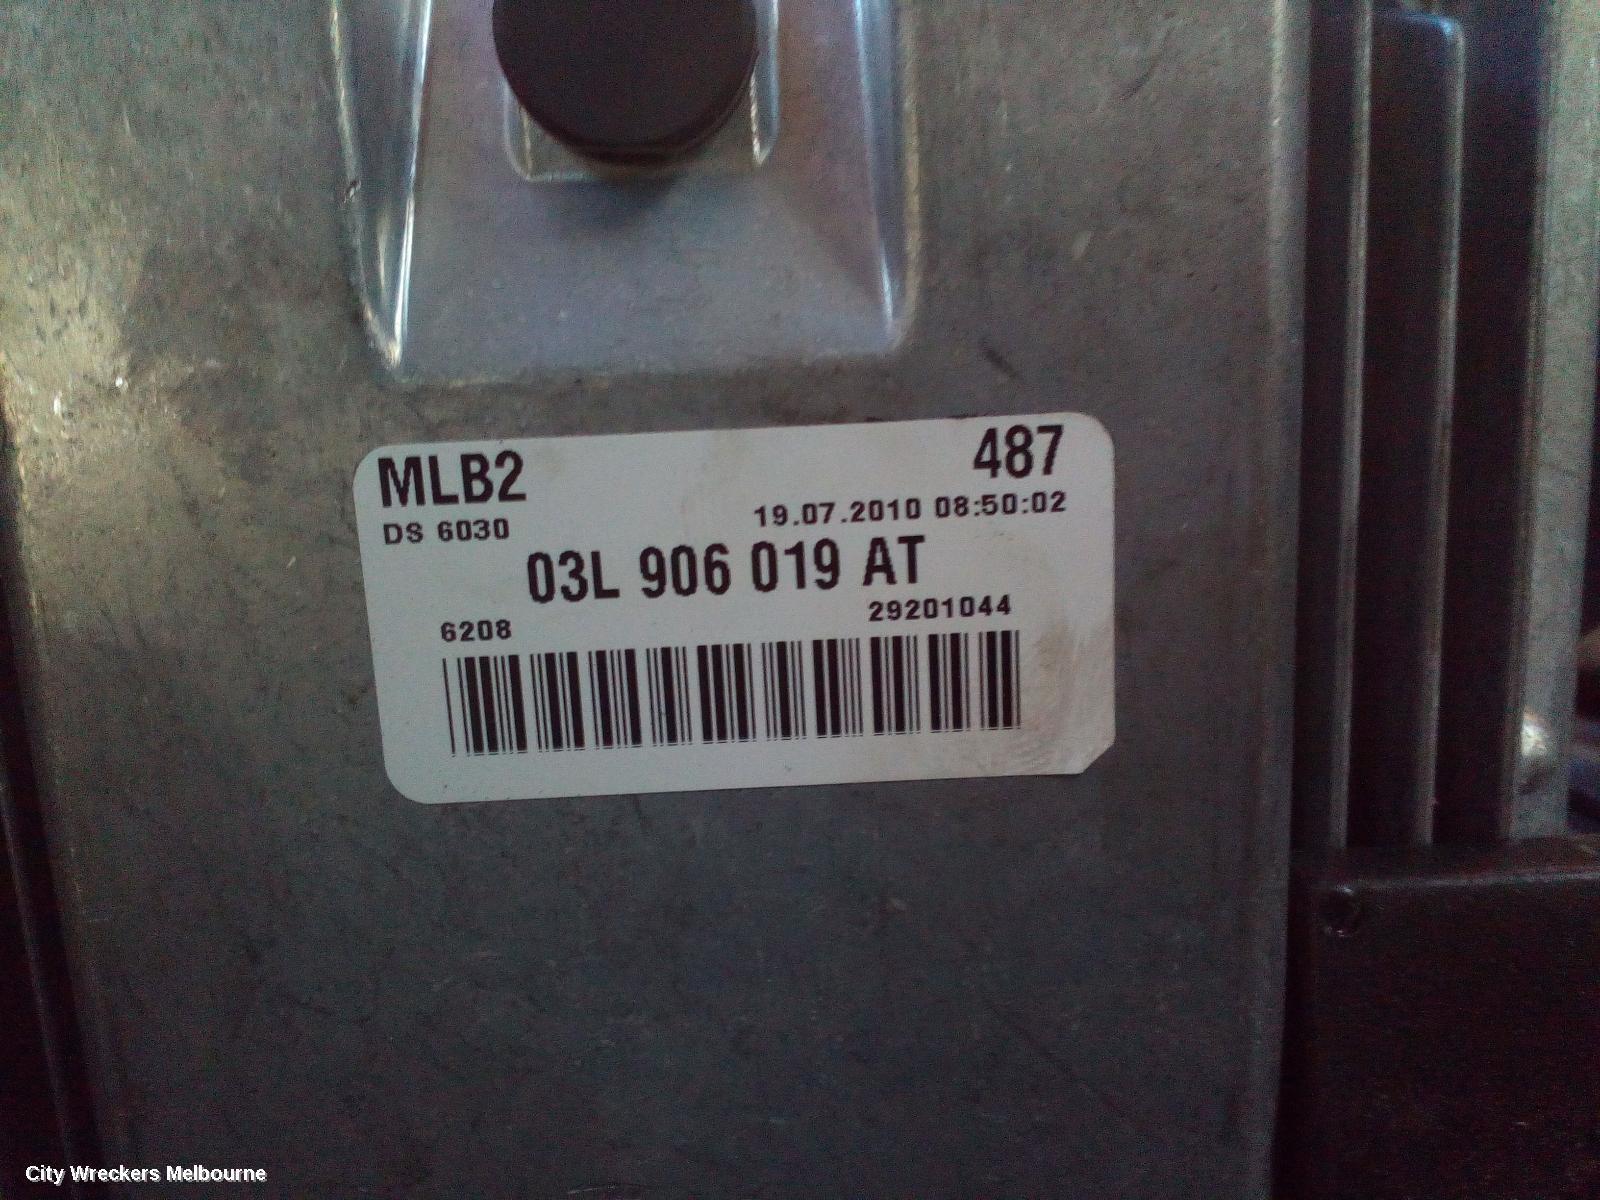 MLB2 487
DS 6030 19.07.2010 08:50:02
03L 906 019 AT
6208 29201044
City Wreckers Melbourne